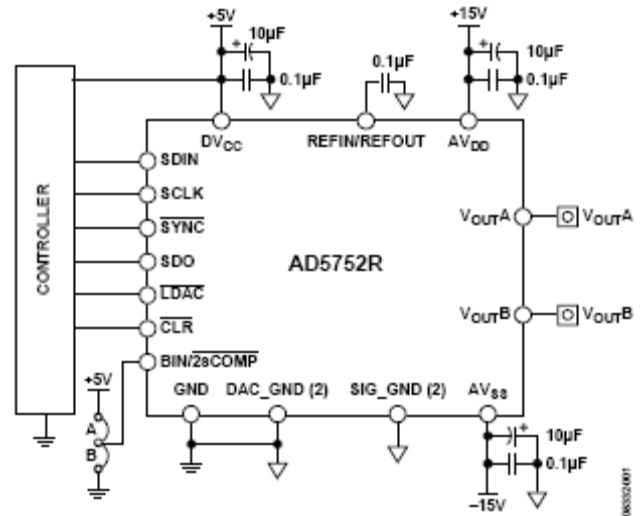 +5V
+15V
10µF
0.1µF
0.1µF
10µF
0.1µF
DVCC
REFIN/REFOUT
AVDD
CONTROLLER
SDIN
SCLK
SYNC
SDO
LDAC
CLR
BIN/2sCOMP
AD5752R
VOUTA
VOUTA
VOUTB
VOUTB
+5V
A
B
GND
DAC_GND (2)
SIG_GND (2)
AVSS
10µF
0.1µF
–15V